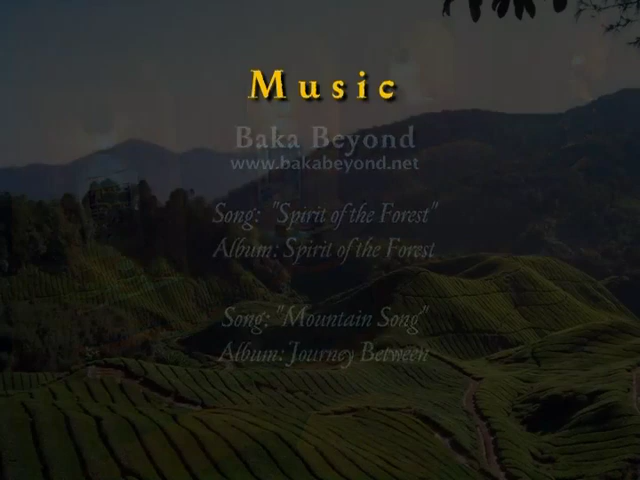 Music
Baka Beyond
www.bakabeyond.net
Song: "Spirit of the Forest"
Album: Spirit of the Forest
Song: "Mountain Song"
Album: Journey Between